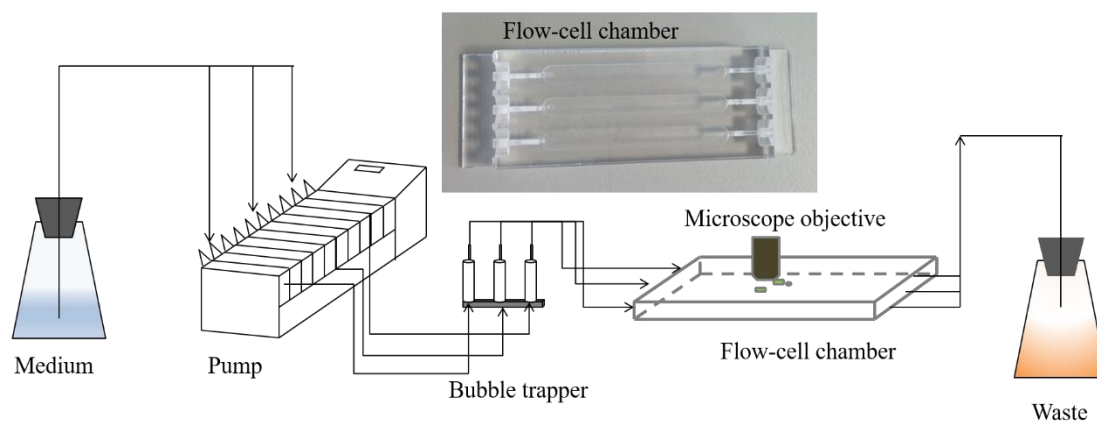 Flow-cell chamber
Microscope objective
Medium
Pump
Bubble trapper
Flow-cell chamber
Waste